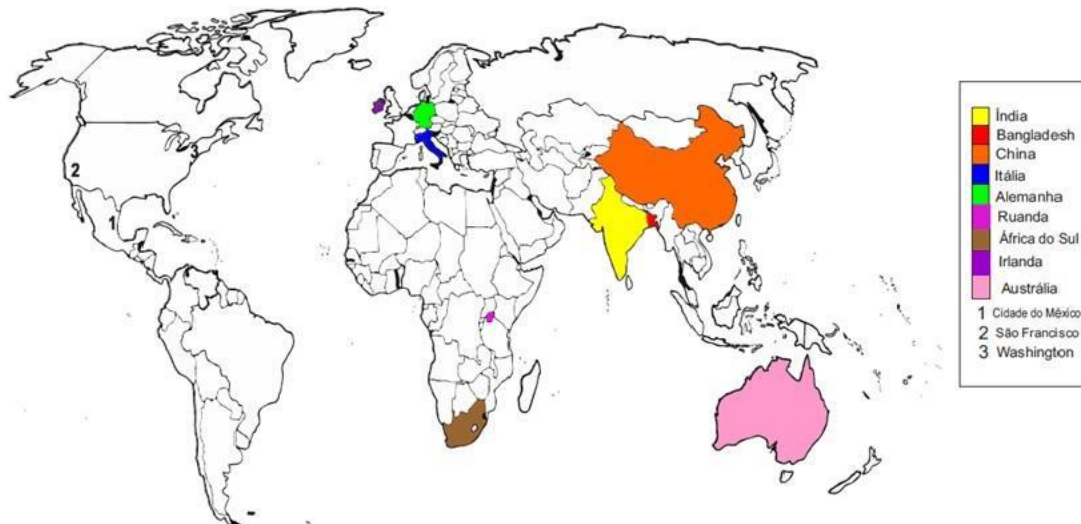 2
3
1
Índia
Bangladesh
China
Itália
Alemanha
Ruanda
África do Sul
Irlanda
Austrália
1 Cidade do México
2 São Francisco
3 Washington